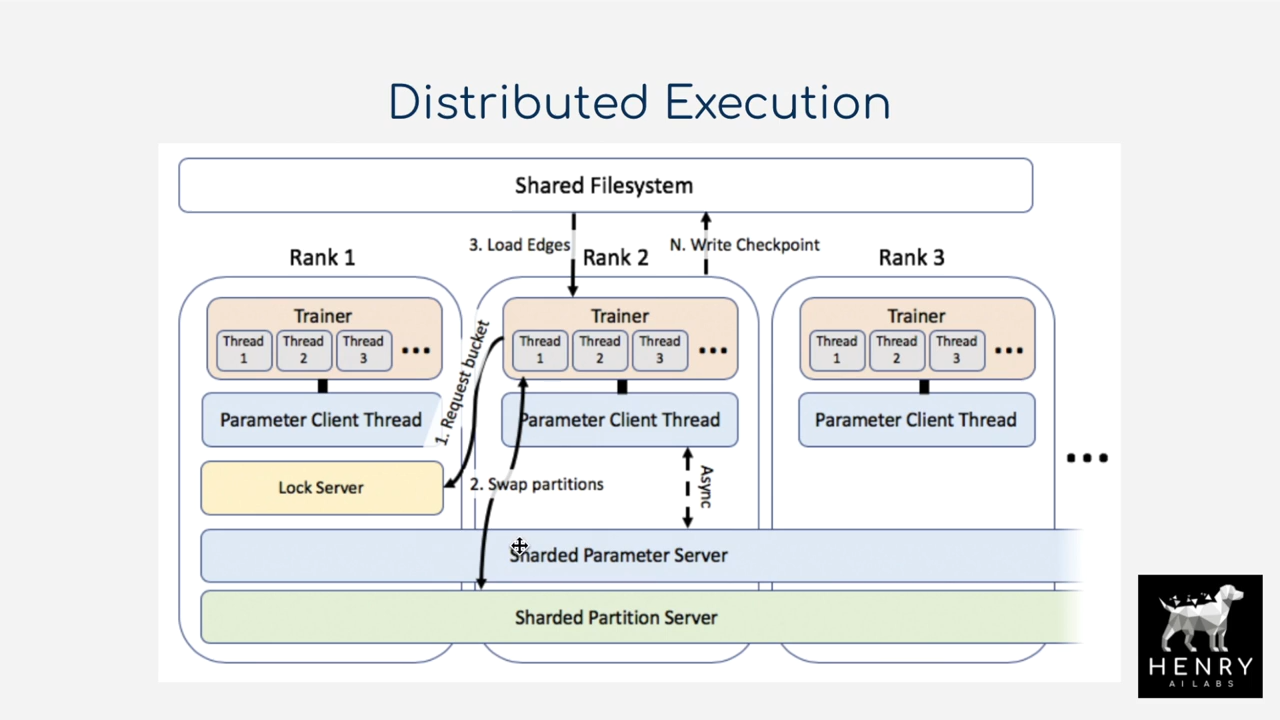 Distributed Execution
Shared Filesystem
3. Load Edges
N. Write Checkpoint
Rank 1
Rank 2
Rank 3
Trainer
Thread
1
Thread
2
Thread
3
...
Trainer
Thread
1
Thread
2
Thread
3
...
Trainer
Thread
1
Thread
2
Thread
3
...
1. Request bucket
Parameter Client Thread
Parameter Client Thread
Parameter Client Thread
...
Lock Server
2. Swap partitions
Async
Sharded Parameter Server
Sharded Partition Server
HENRY
AI LABS